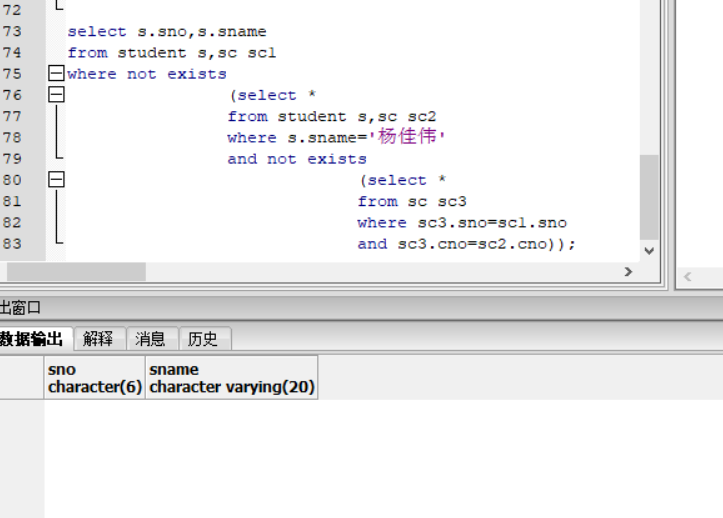 72
73 select s.sno,s.sname
74 from student s,sc sc1
75 where not exists
76 (select *
77 from student s,sc sc2
78 where s.sname='杨佳伟'
79 and not exists
80 (select *
81 from sc sc3
82 where sc3.sno=sc1.sno
83 and sc3.cno=sc2.cno));
出窗口
数据输出 解释 消息 历史
sno sname
character(6) character varying(20)